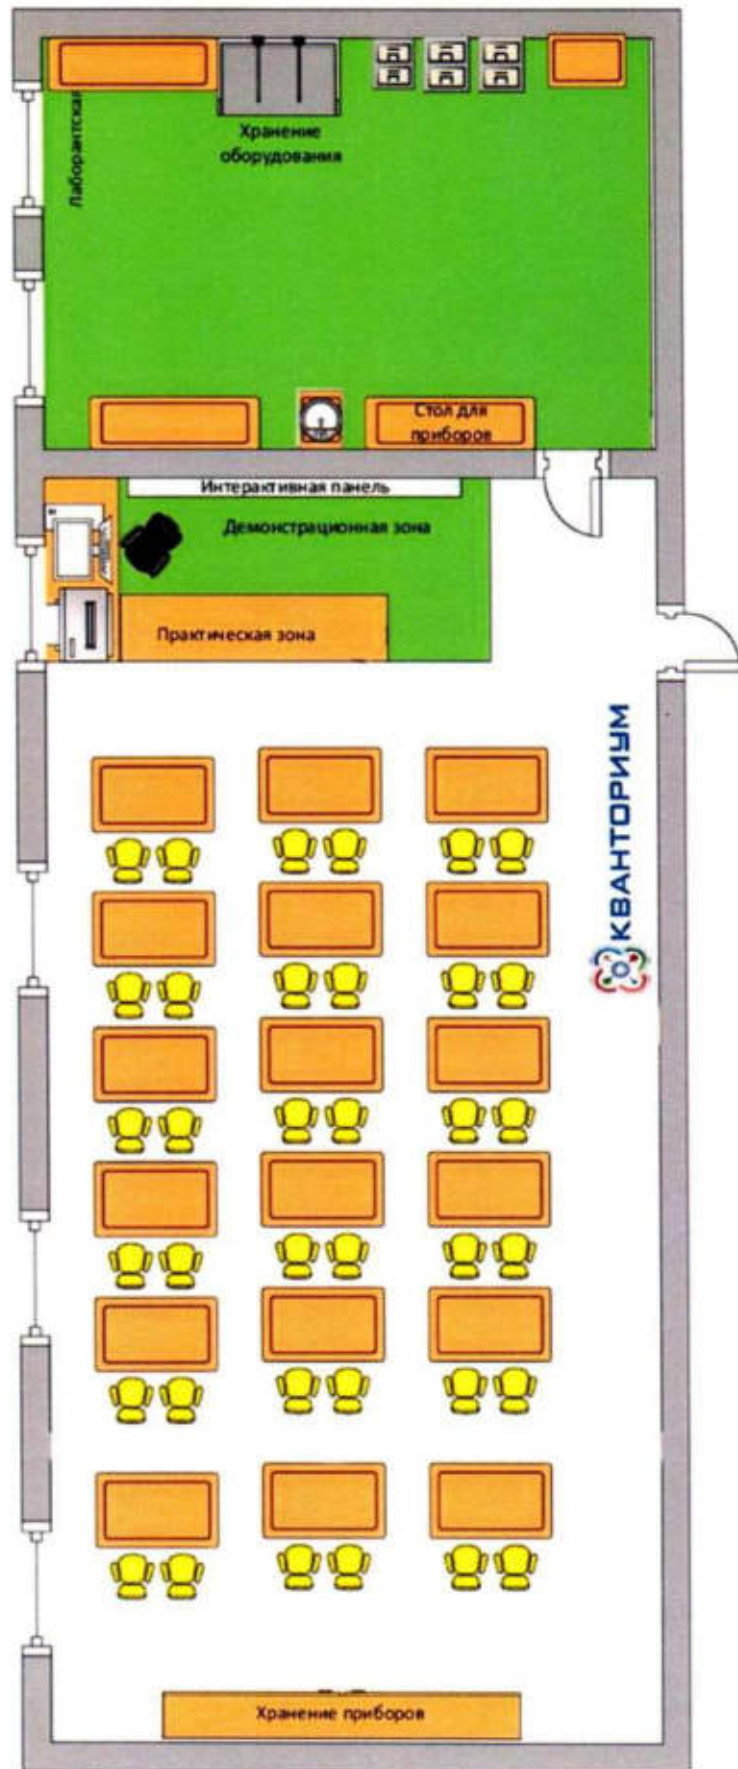 Лаборантская
Хранение
оборудования
Стол для
приборов
Интерактивная панель
Демонстрационная зона
Практическая зона
КВАНТОРИУМ
Хранение приборов